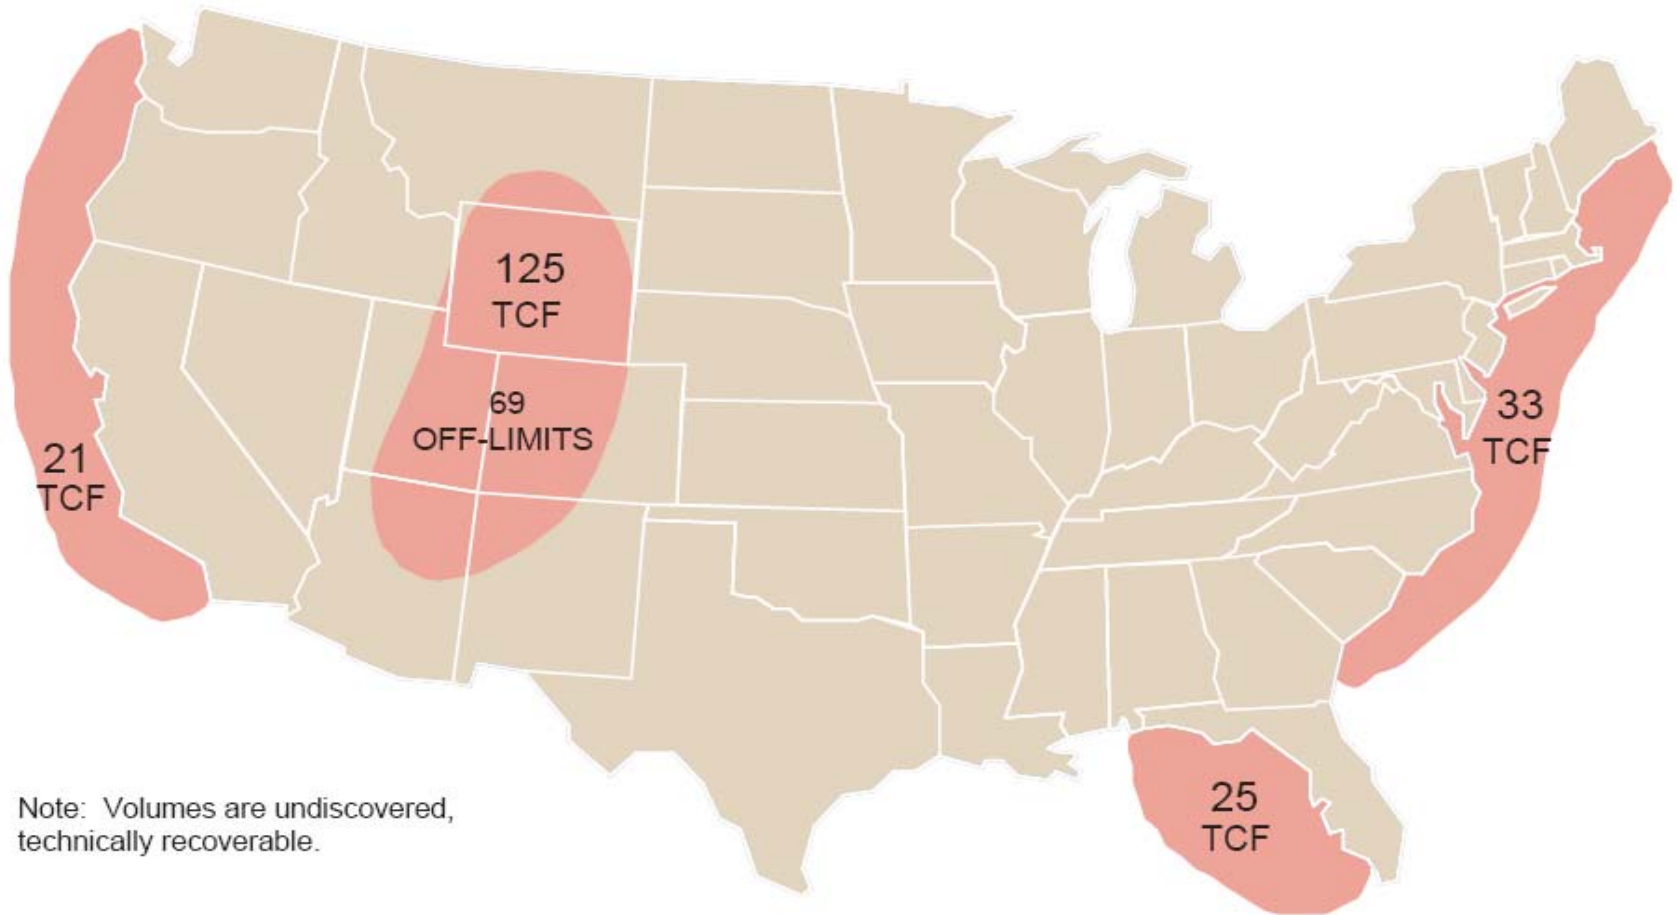 125
TCF
69
OFF-LIMITS
21
TCF
33
TCF
25
TCF
Note: Volumes are undiscovered,
technically recoverable.